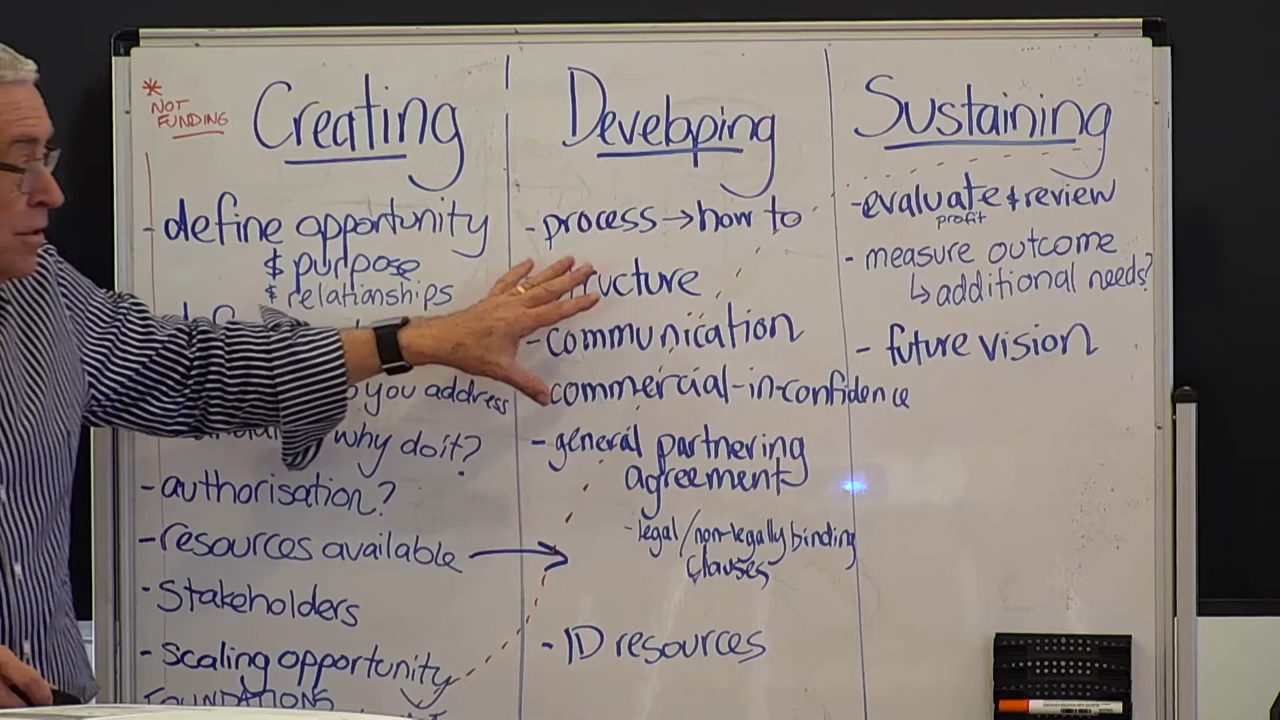 * NOT
FUNDING
Creating
- define opportunity
& purpose
& relationships
you address
why do it?
- authorisation?
- resources available →
- Stakeholders
- Scaling opportunity
FOUNDATIONS
Developing
- process → how to
- communication
commercial-in-confidence
- general partnering
agreement
- legal/non-legally binding
clauses
- ID resources
Sustaining
- evaluate & review
profit
- measure outcome
↳ additional needs?
- future vision